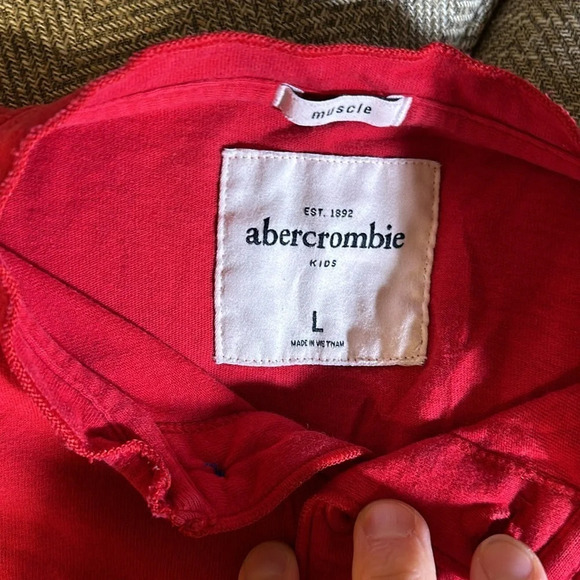 muscle
EST. 1892
abercrombie
KIDS
L
MADE IN VIETNAM